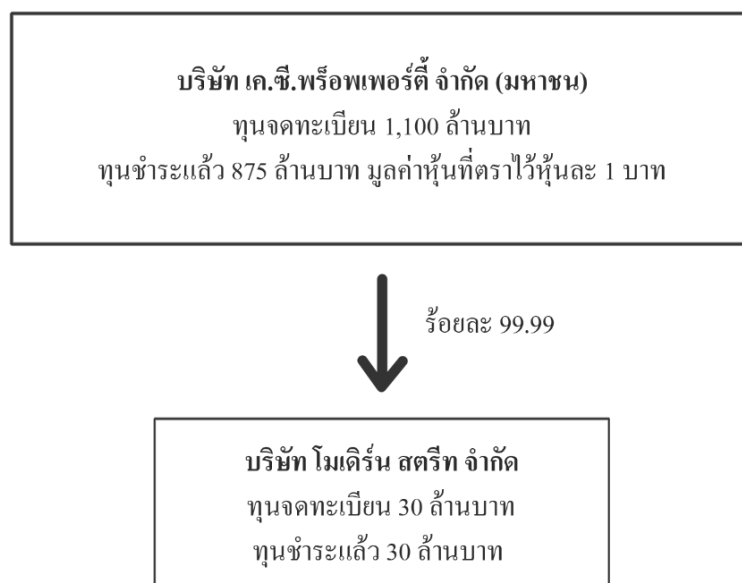 บริษัท เค.ซี.พร็อพเพอร์ตี้ จำกัด (มหาชน)
ทุนจดทะเบียน 1,100 ล้านบาท
ทุนชำระแล้ว 875 ล้านบาท มูลค่าหุ้นที่ตราไว้หุ้นละ 1 บาท
ร้อยละ 99.99
บริษัท โมเดิร์น สตรีท จำกัด
ทุนจดทะเบียน 30 ล้านบาท
ทุนชำระแล้ว 30 ล้านบาท